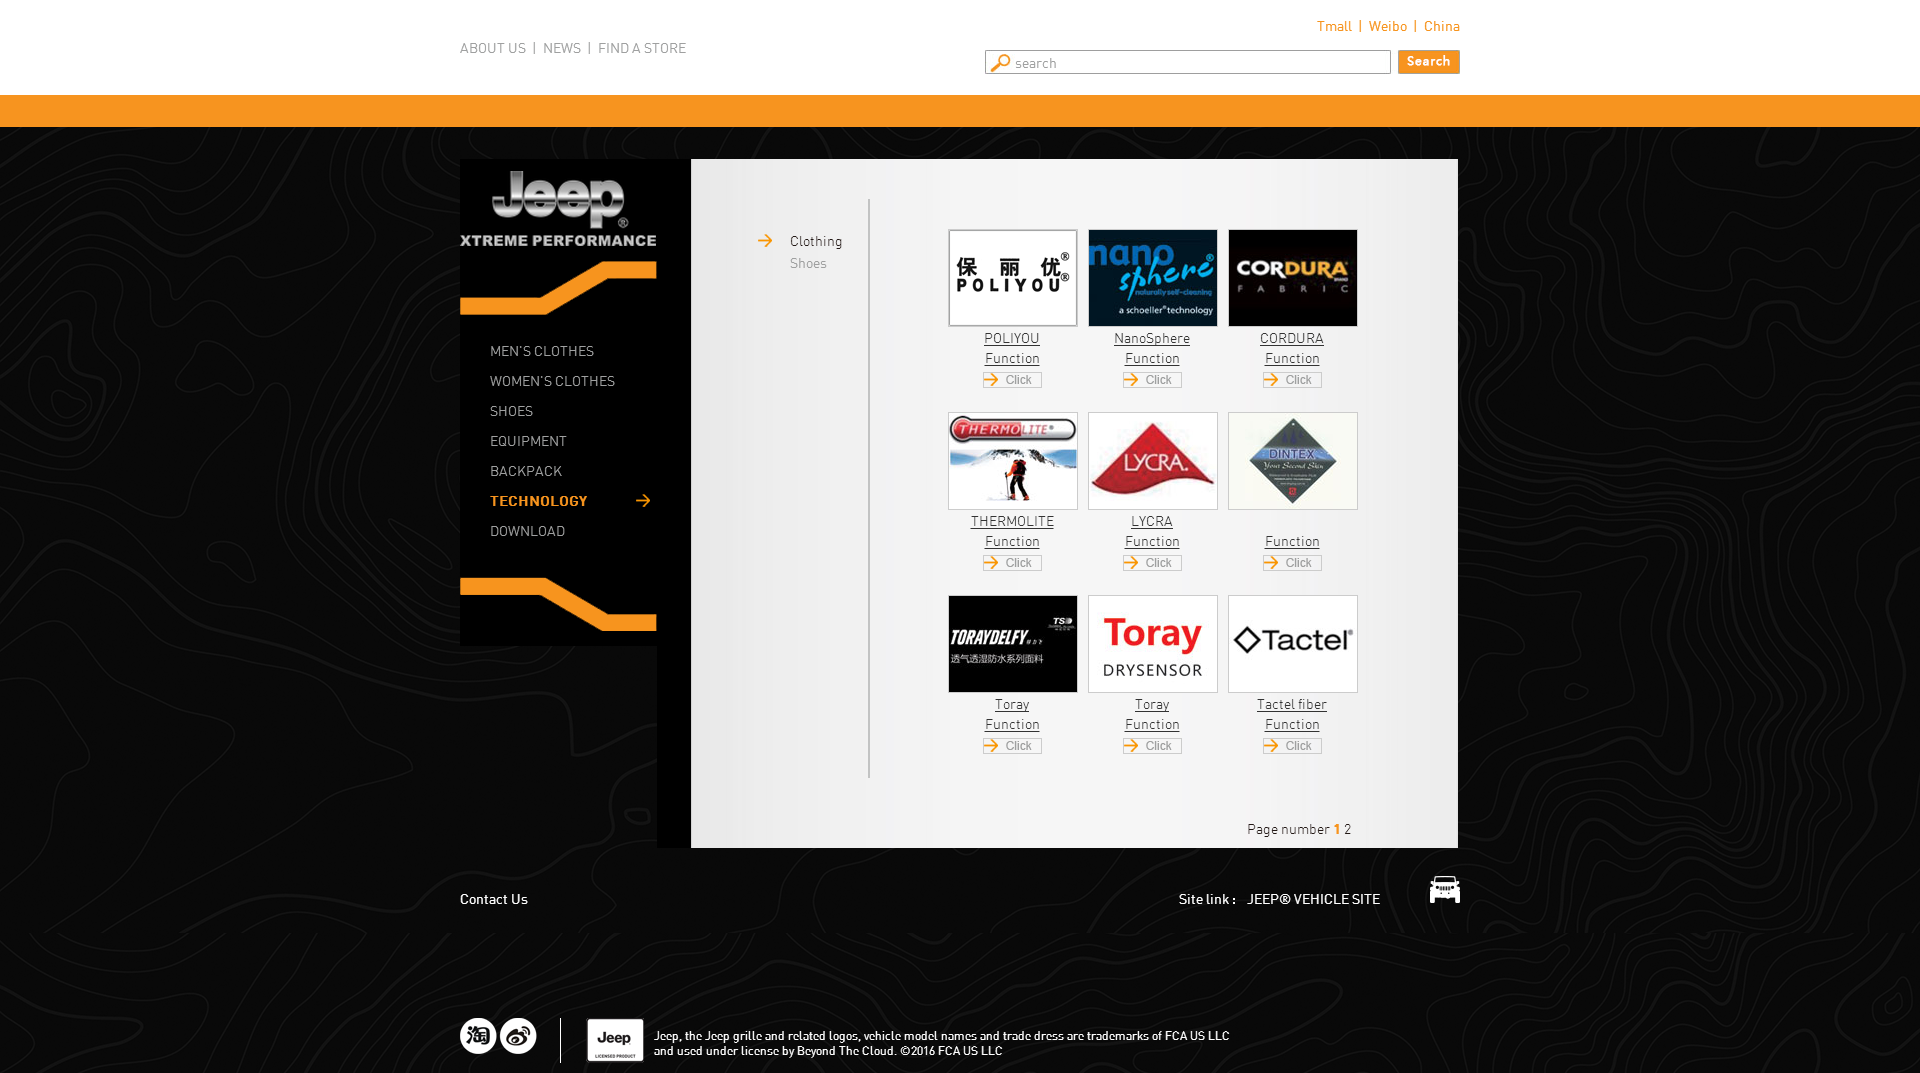 Tmall | Weibo | China
ABOUT US | NEWS | FIND A STORE
search
Search
Jeep®
XTREME PERFORMANCE
MEN'S CLOTHES
WOMEN'S CLOTHES
SHOES
EQUIPMENT
BACKPACK
TECHNOLOGY
DOWNLOAD
Clothing
Shoes
保丽优®
POLIYOU®
POLIYOU
Function
Click
nano
sphere®
naturally self-cleaning
a schoeller® technology
NanoSphere
Function
Click
CORDURA
FABRIC
CORDURA
Function
Click
THERMOLITE®
THERMOLITE
Function
Click
LYCRA.
LYCRA
Function
Click
DINTEX
Your Second Skin
Function
Click
TSD
TORAYDELFY
透气透湿防水系列面料
Toray
Function
Click
Toray
DRYSENSOR
Toray
Function
Click
Tactel®
Tactel fiber
Function
Click
Page number 1 2
Contact Us
Site link : JEEP® VEHICLE SITE
淘
Jeep
LICENSED PRODUCT
Jeep, the Jeep grille and related logos, vehicle model names and trade dress are trademarks of FCA US LLC
and used under license by Beyond The Cloud. ©2016 FCA US LLC